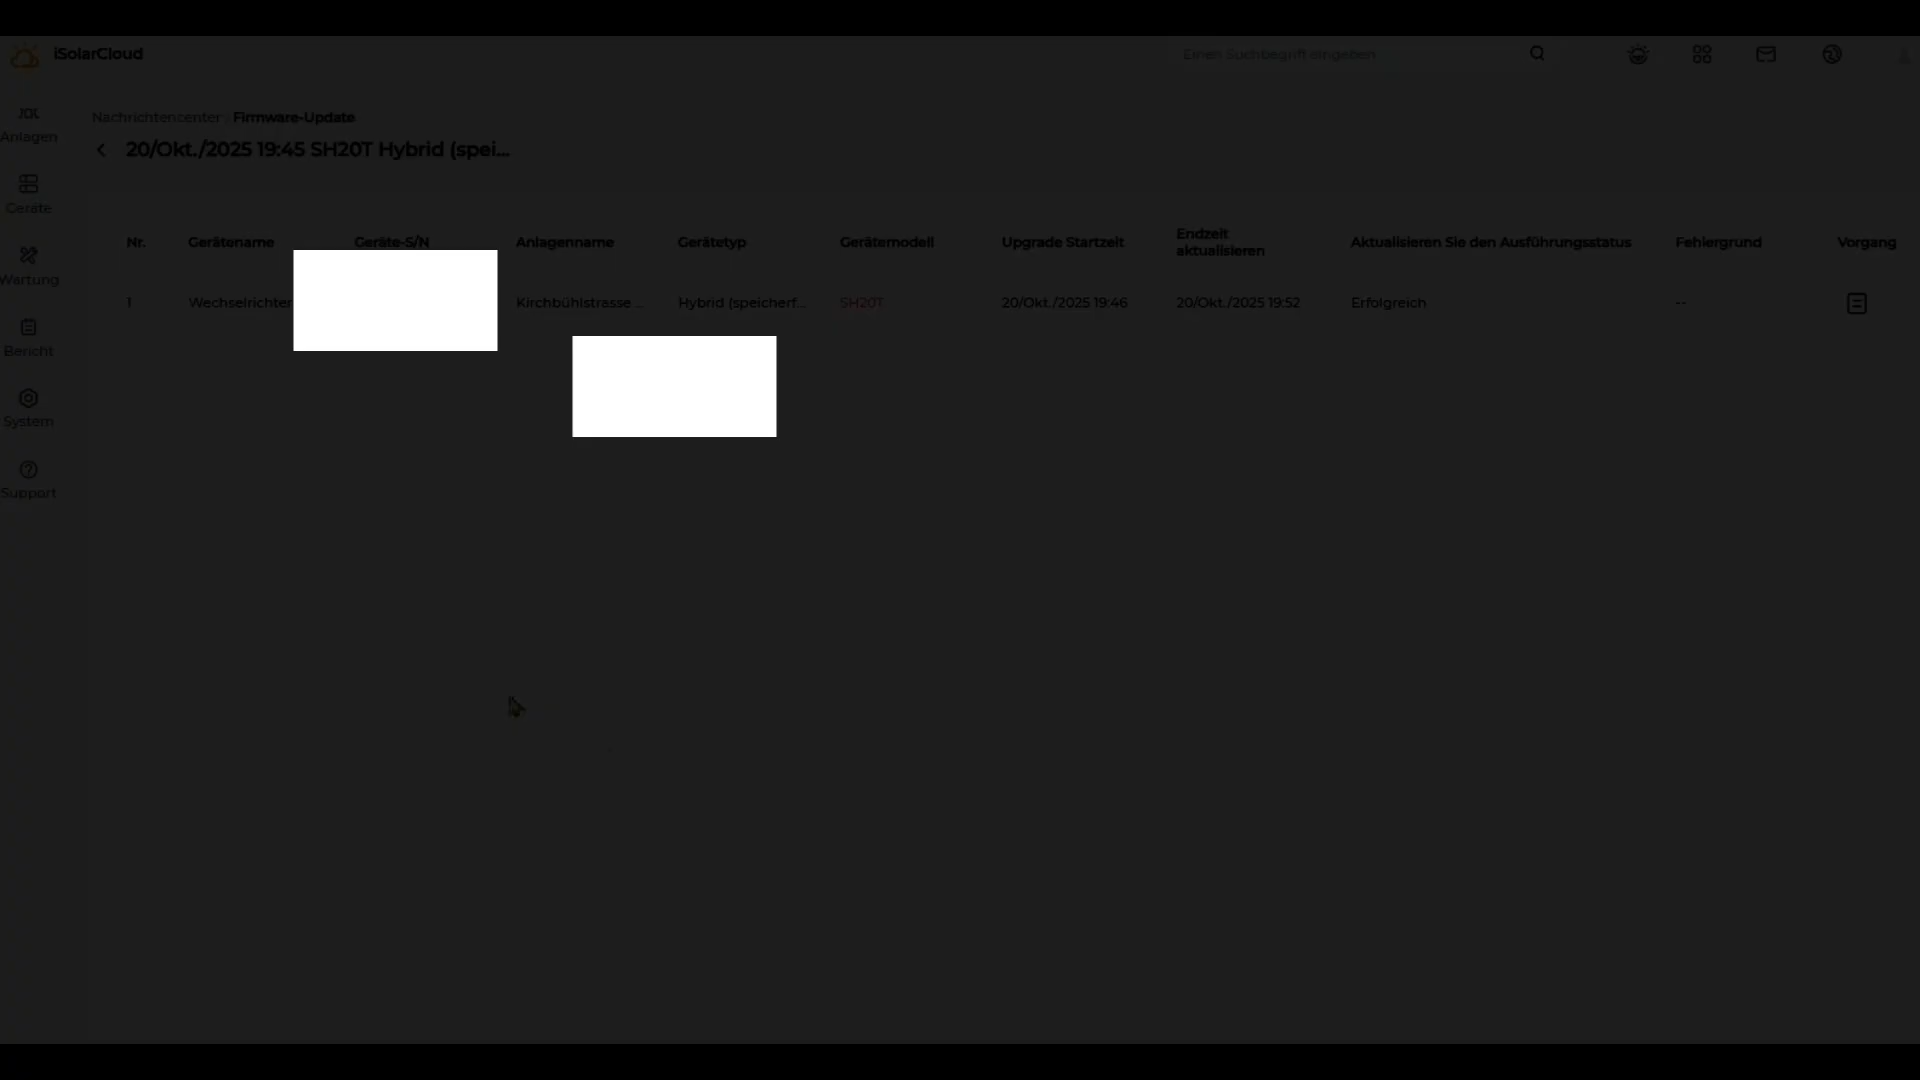 iSolarCloud
Einen Suchbegriff eingeben
Anlagen
Geräte
Wartung
Bericht
System
Support
Nachrichtencenter Firmware-Update
20/Okt./2025 19:45 SH20T Hybrid (spei...
Nr. Gerätename Geräte-S/N Anlagenname Gerätetyp Gerätemodell Upgrade Startzeit Endzeit aktualisieren Aktualisieren Sie den Ausführungsstatus Fehlergrund Vorgang
1 Wechselrichter Kirchbühlstrasse ... Hybrid (speicherf... SH20T 20/Okt./2025 19:46 20/Okt./2025 19:52 Erfolgreich --